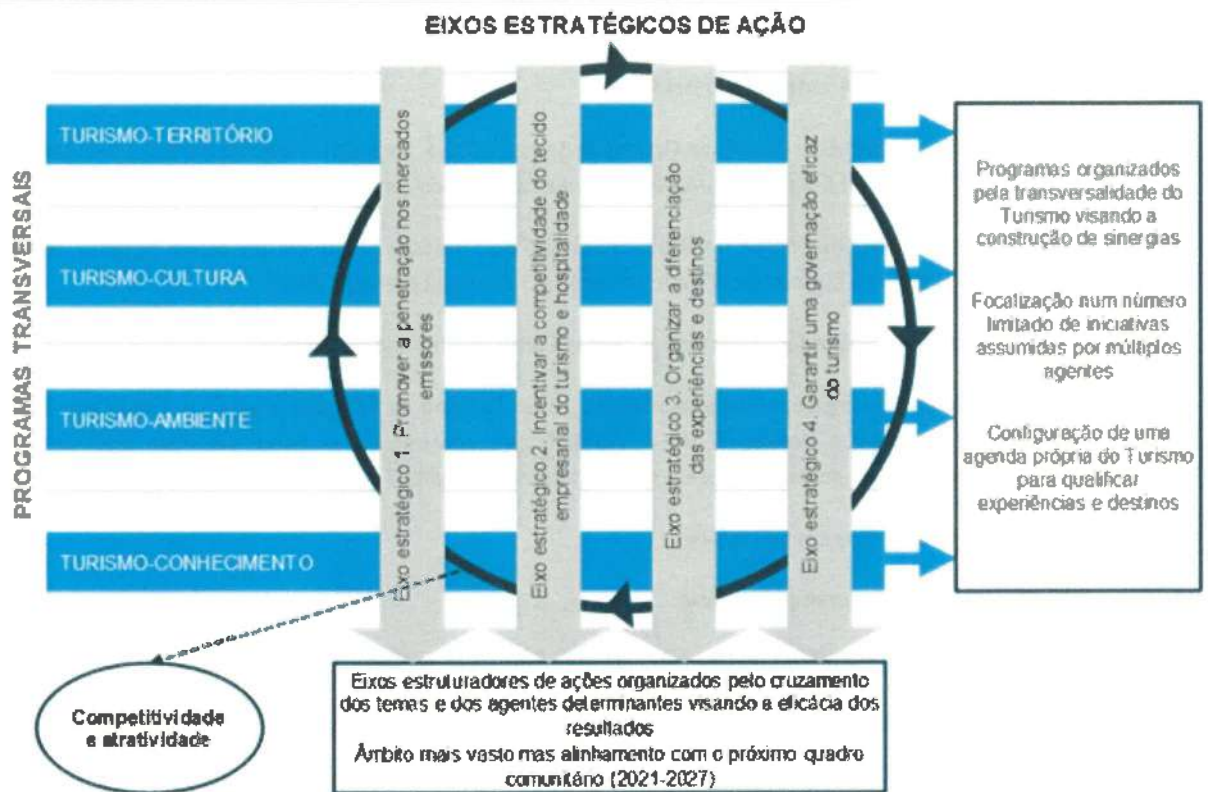 EIXOS ESTRATÉGICOS DE AÇÃO
PROGRAMAS TRANSVERSAIS
TURISMO-TERRITÓRIO
TURISMO-CULTURA
TURISMO-AMBIENTE
TURISMO-CONHECIMENTO
Eixo estratégico 1. Promover a penetração nos mercados
emissores
Eixo estratégico 2. Incentivar a competitividade do tecido
empresarial do turismo e hospitalidade
Eixo estratégico 3. Organizar a diferenciação
das experiências e destinos
Eixo estratégico 4. Garantir uma governação eficaz
do turismo
Programas organizados
pela transversalidade do
Turismo visando a
construção de sinergias
Focalização num número
limitado de iniciativas
assumidas por múltiplos
agentes
Configuração de uma
agenda própria do Turismo
para qualificar
experiências e destinos
Competitividade
e atratividade
Eixos estruturadores de ações organizados pelo cruzamento
dos temas e dos agentes determinantes visando a eficácia dos
resultados
Âmbito mais vasto mas alinhamento com o próximo quadro
comunitário (2021-2027)